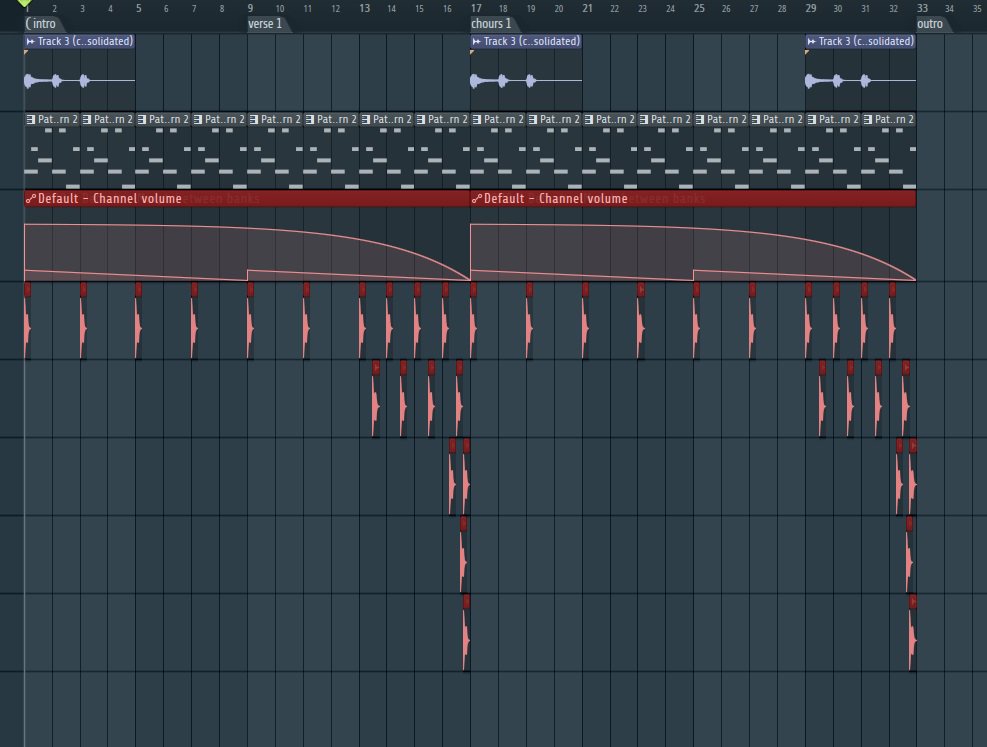 1 2 3 4 5 6 7 8 9 10 11 12 13 14 15 16 17 18 19 20 21 22 23 24 25 26 27 28 29 30 31 32 33 34 35
( intro verse 1 chours 1 outro
Track 3 (c..solidated) Track 3 (c..solidated) Track 3 (c..solidated)
Pat..rn 2 Pat..rn 2 Pat..rn 2 Pat..rn 2 Pat..rn 2 Pat..rn 2 Pat..rn 2 Pat..rn 2 Pat..rn 2 Pat..rn 2 Pat..rn 2 Pat..rn 2 Pat..rn 2 Pat..rn 2 Pat..rn 2 Pat..rn 2
Default - Channel volume etween banks Default - Channel volume etween banks